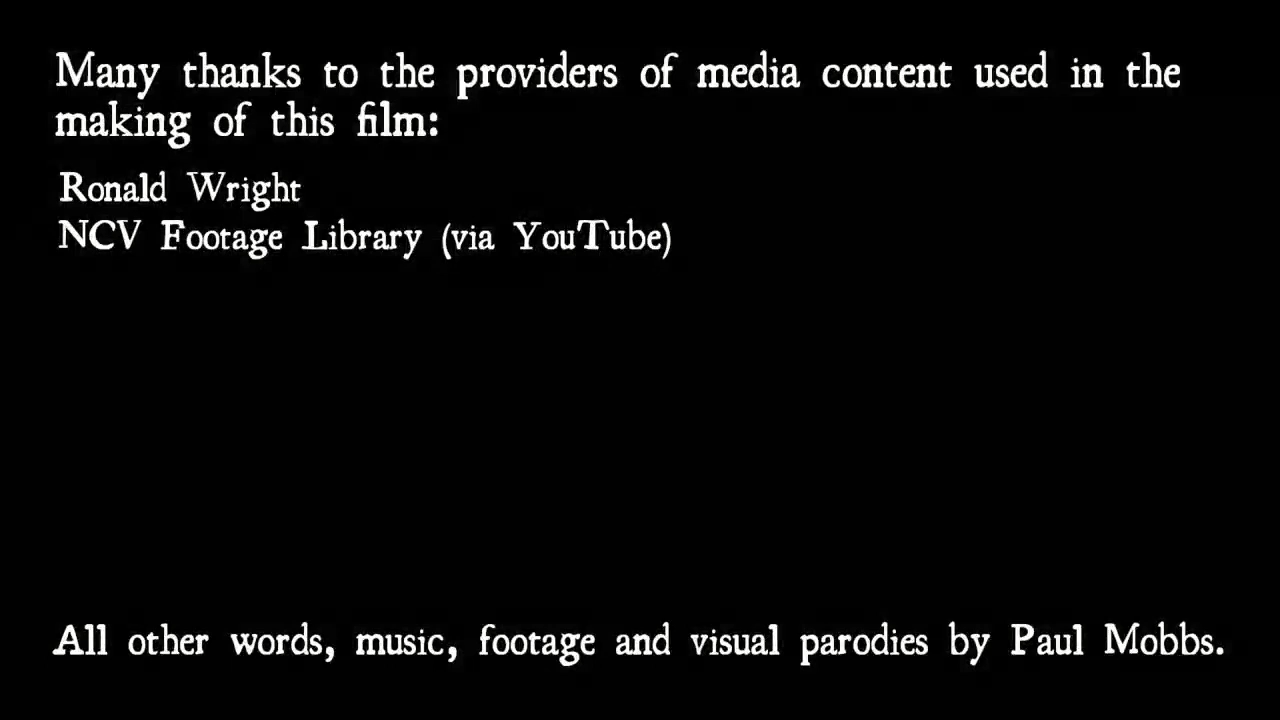 Many thanks to the providers of media content used in the
making of this film:
Ronald Wright
NCV Footage Library (via YouTube)
All other words, music, footage and visual parodies by Paul Mobbs.